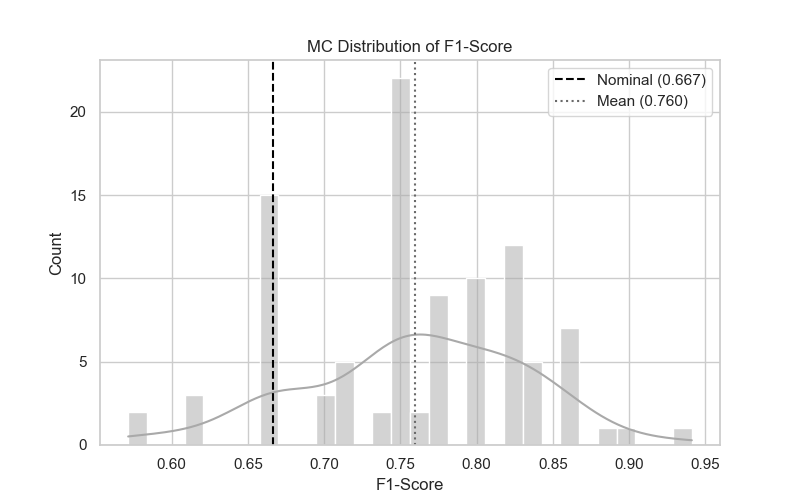 MC Distribution of F1-Score
Nominal (0.667)
Mean (0.760)
Count
20
15
10
5
0
0.60 0.65 0.70 0.75 0.80 0.85 0.90 0.95
F1-Score